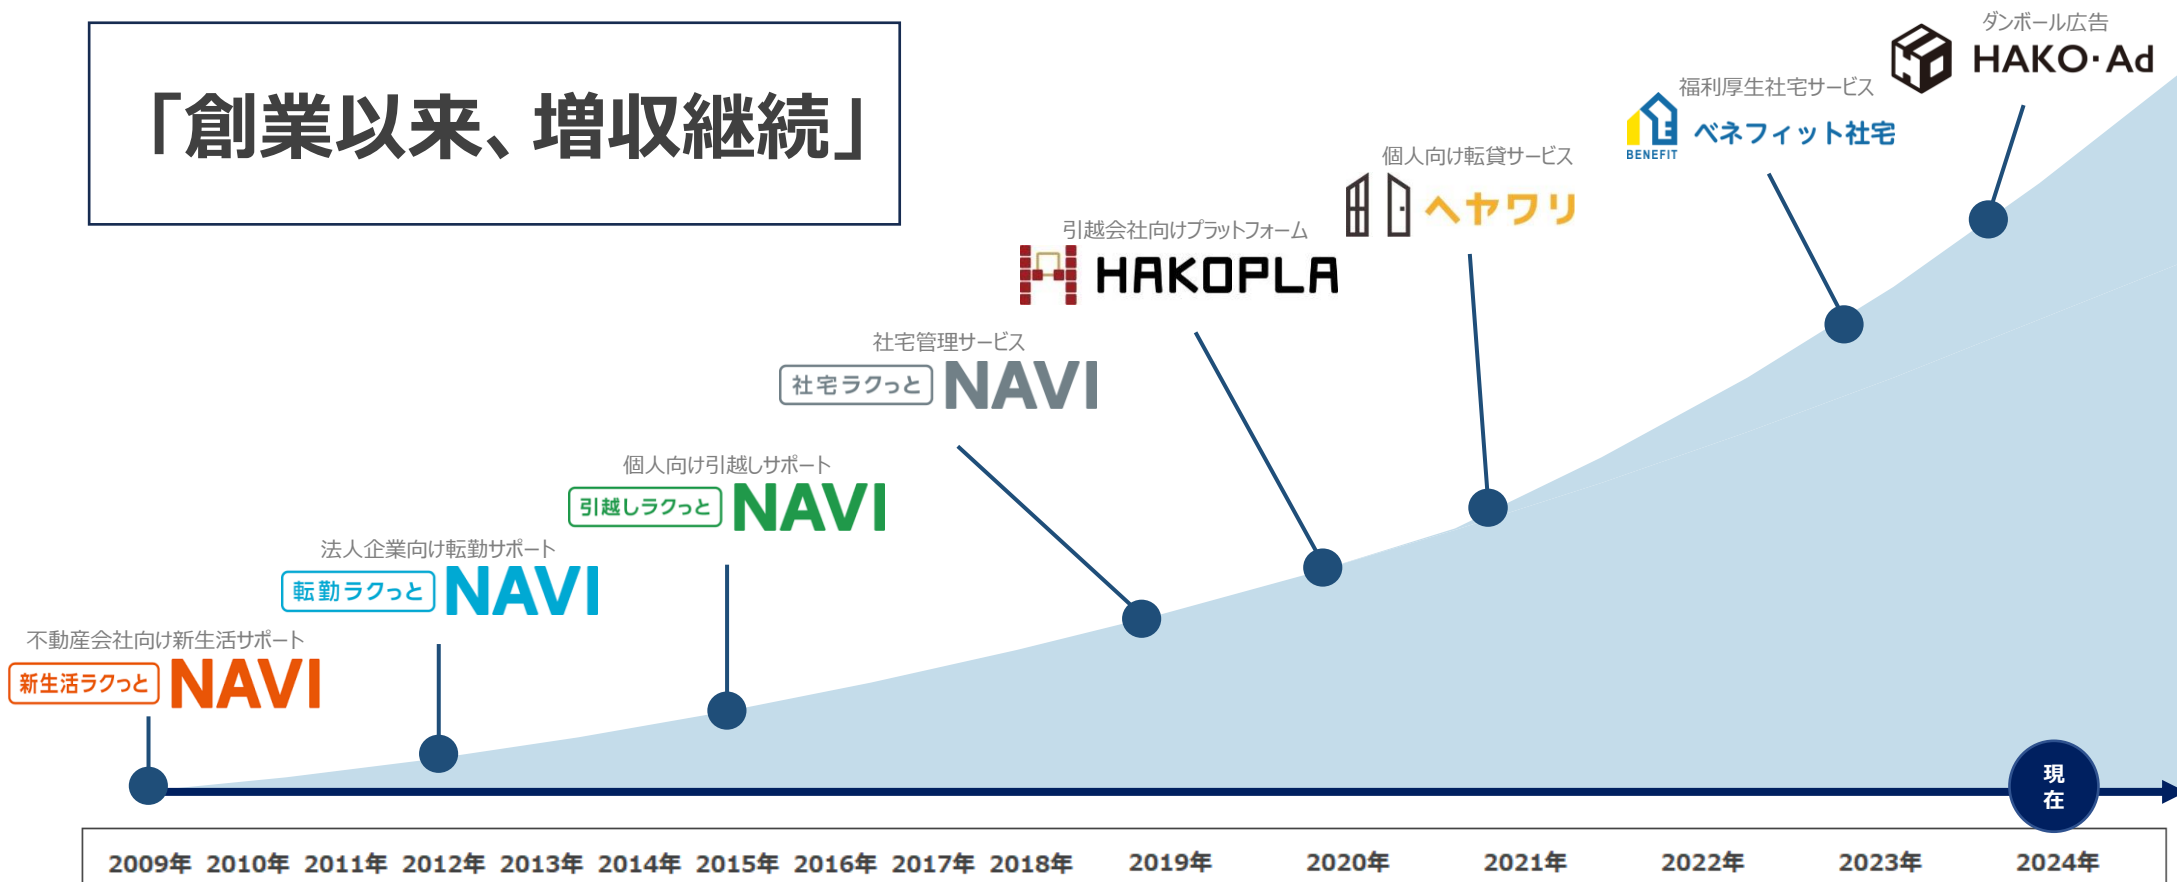 「創業以来、増収継続」
ダンボール広告
HAKO・Ad
福利厚生社宅サービス
BENEFIT
ベネフィット社宅
個人向け転貸サービス
ヘヤワリ
引越会社向けプラットフォーム
HAKOPLA
社宅管理サービス
社宅ラクっと NAVI
個人向け引越しサポート
引越しラクっと NAVI
法人企業向け転勤サポート
転勤ラクっと NAVI
不動産会社向け新生活サポート
新生活ラクっと NAVI
現
在
2009年 2010年 2011年 2012年 2013年 2014年 2015年 2016年 2017年 2018年 2019年 2020年 2021年 2022年 2023年 2024年